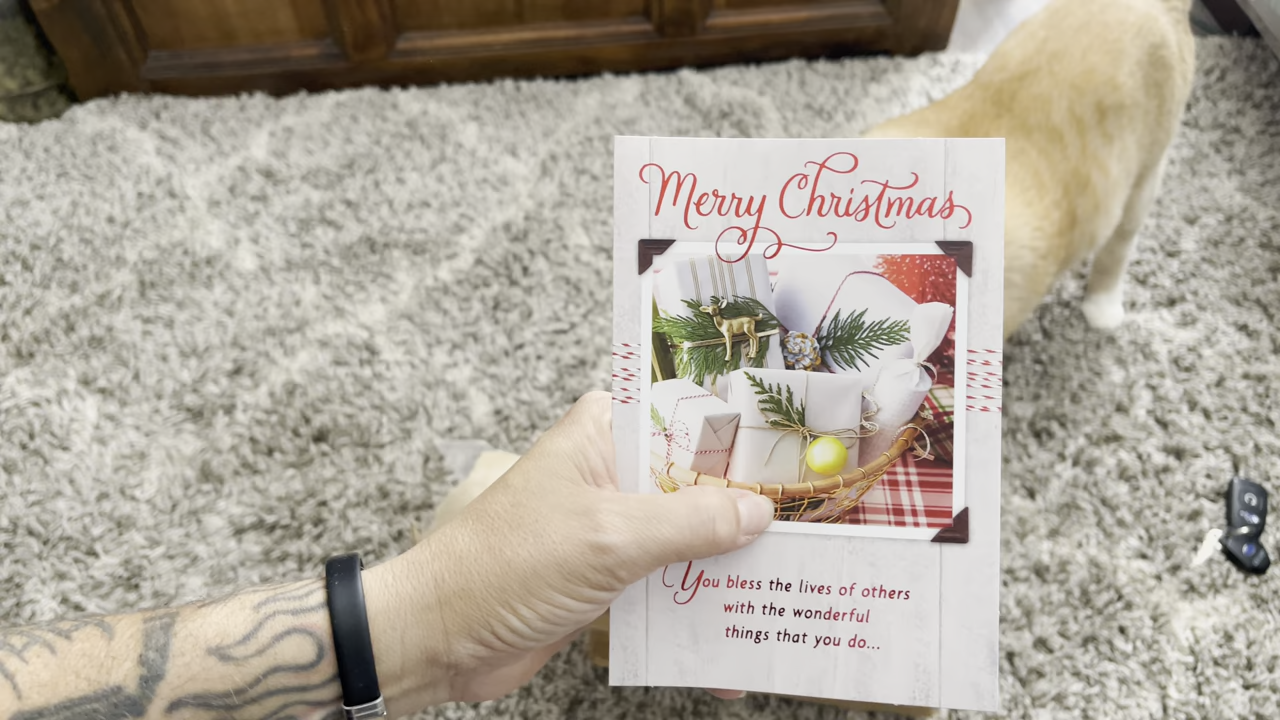 Merry Christmas
You bless the lives of others
with the wonderful
things that you do...